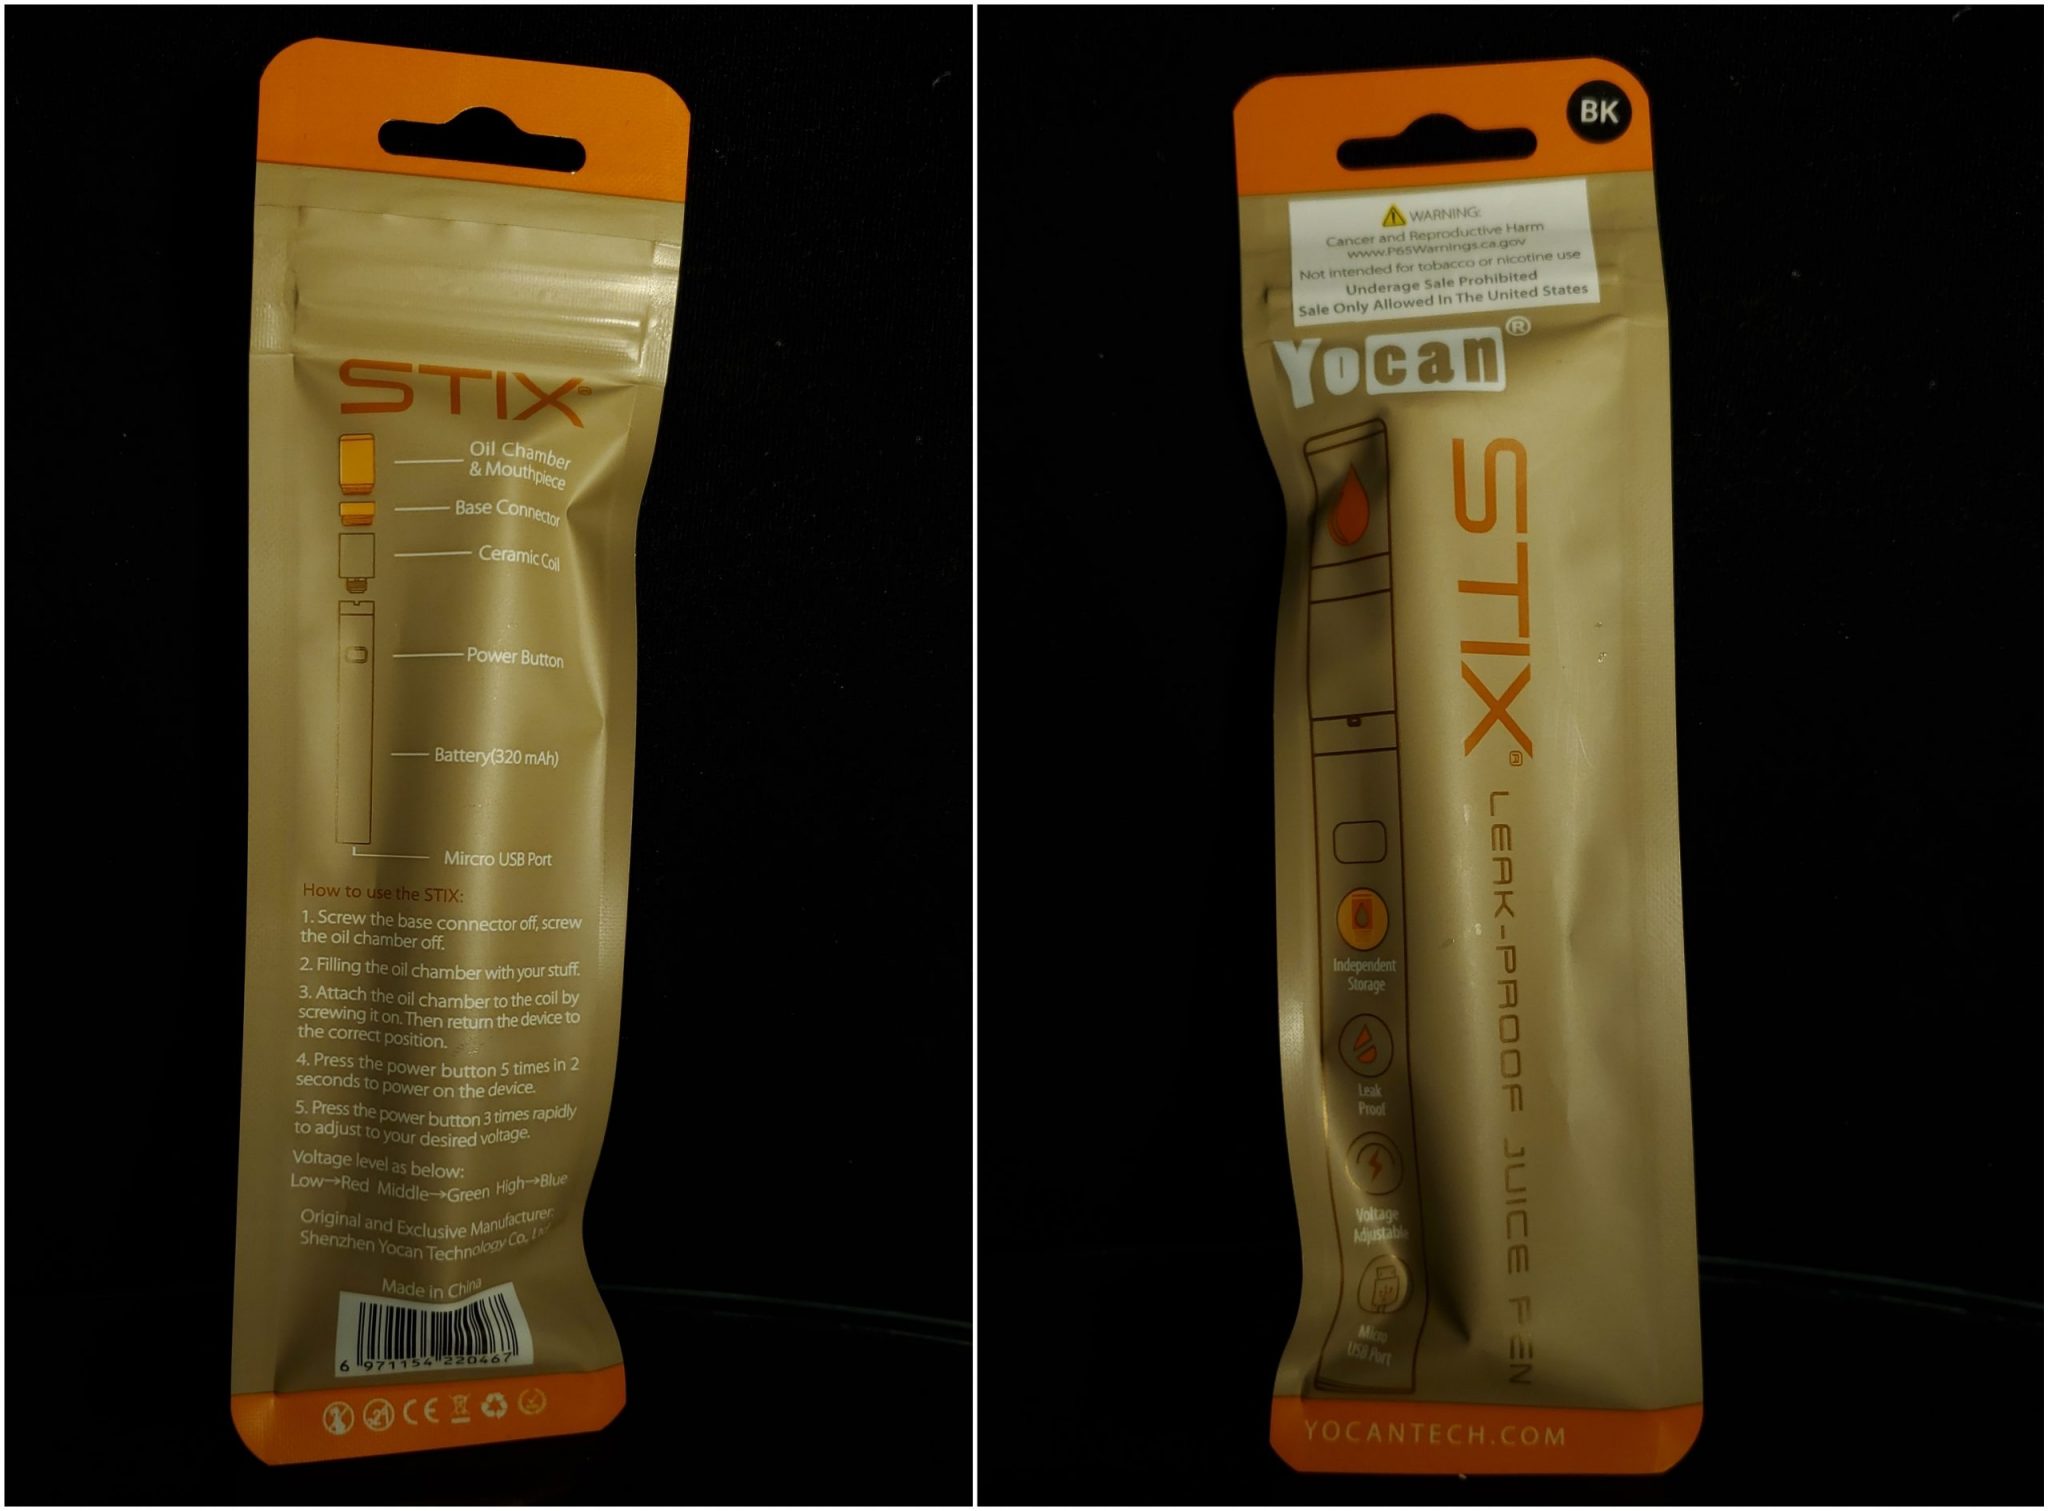 STIX®
Oil Chamber
& Mouthpiece
Base Connector
Ceramic Coil
Power Button
Battery(320 mAh)
Mircro USB Port
How to use the STIX:
1. Screw the base connector off, screw
the oil chamber off.
2. Filling the oil chamber with your stuff.
3. Attach the oil chamber to the coil by
screwing it on. Then return the device to
the correct position.
4. Press the power button 5 times in 2
seconds to power on the device.
5. Press the power button 3 times rapidly
to adjust to your desired voltage.
Voltage level as below:
Low→Red Middle→Green High→Blue
Original and Exclusive Manufacturer:
Shenzhen Yocan Technology Co.,
Made in China
6 971154 220467
21 CE
BK
WARNING:
Cancer and Reproductive Harm
www.P65Warnings.ca.gov
Not intended for tobacco or nicotine use
Underage Sale Prohibited
Sale Only Allowed In The United States
Yocan®
STIX®
LEAK-PROOF JUICE PEN
Independent
Storage
Leak
Proof
Voltage
Adjustable
Micro
USB Port
YOCANTECH.COM